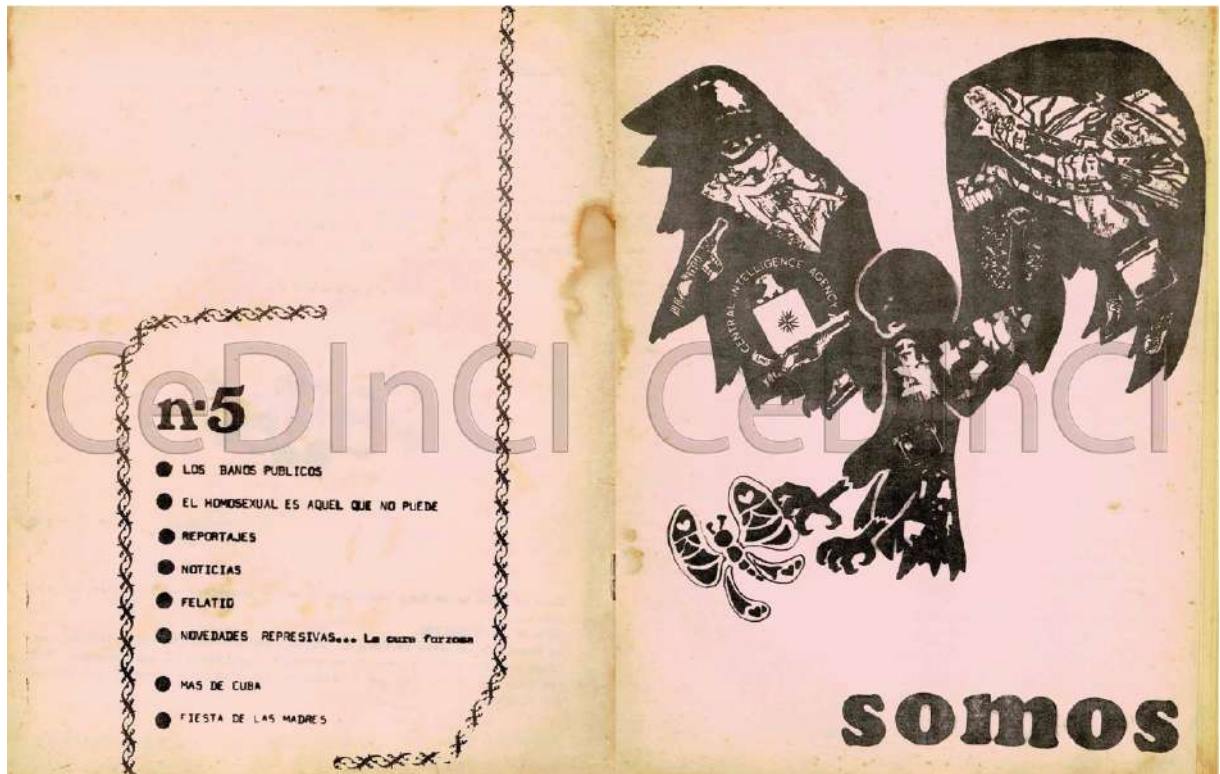 n·5
LOS BANOS PUBLICOS
EL HOMOSEXUAL ES AQUEL QUE NO PUEDE
REPORTAJES
NOTICIAS
FELATIO
NOVEDADES REPRESIVAS... La cura forzosa
MAS DE CUBA
FIESTA DE LAS MADRES
CeDInCI CeDInCI
CENTRAL INTELLIGENCE AGENCY
somos